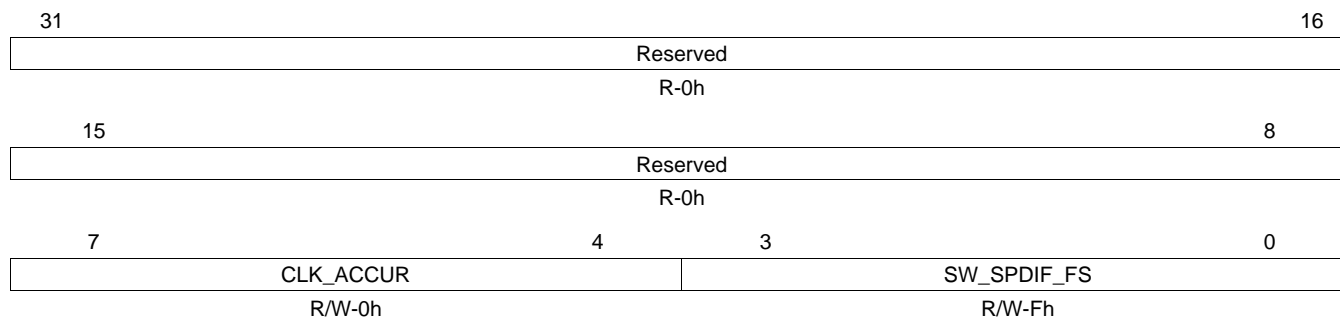 31 16
Reserved
R-0h
15 8
Reserved
R-0h
7 4 3 0
CLK_ACCUR SW_SPDIF_FS
R/W-0h R/W-Fh